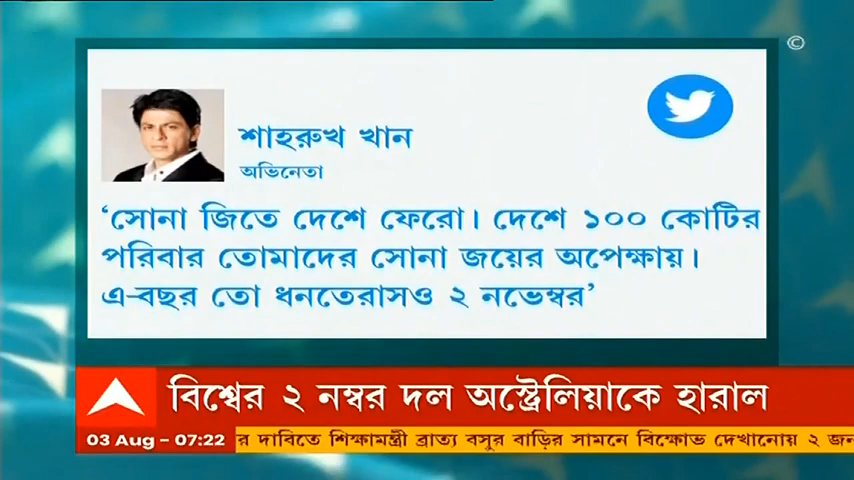 ©
শাহরুখ খান
অভিনেতা
‘সোনা জিতে দেশে ফেরো। দেশে ১০০ কোটির
পরিবার তোমাদের সোনা জয়ের অপেক্ষায়।
এ-বছর তো ধনতেরাসও ২ নভেম্বর’
বিশ্বের ২ নম্বর দল অস্ট্রেলিয়াকে হারাল
03 Aug – 07:22
র দাবিতে শিক্ষামন্ত্রী ব্রাত্য বসুর বাড়ির সামনে বিক্ষোভ দেখানোয় ২ জন